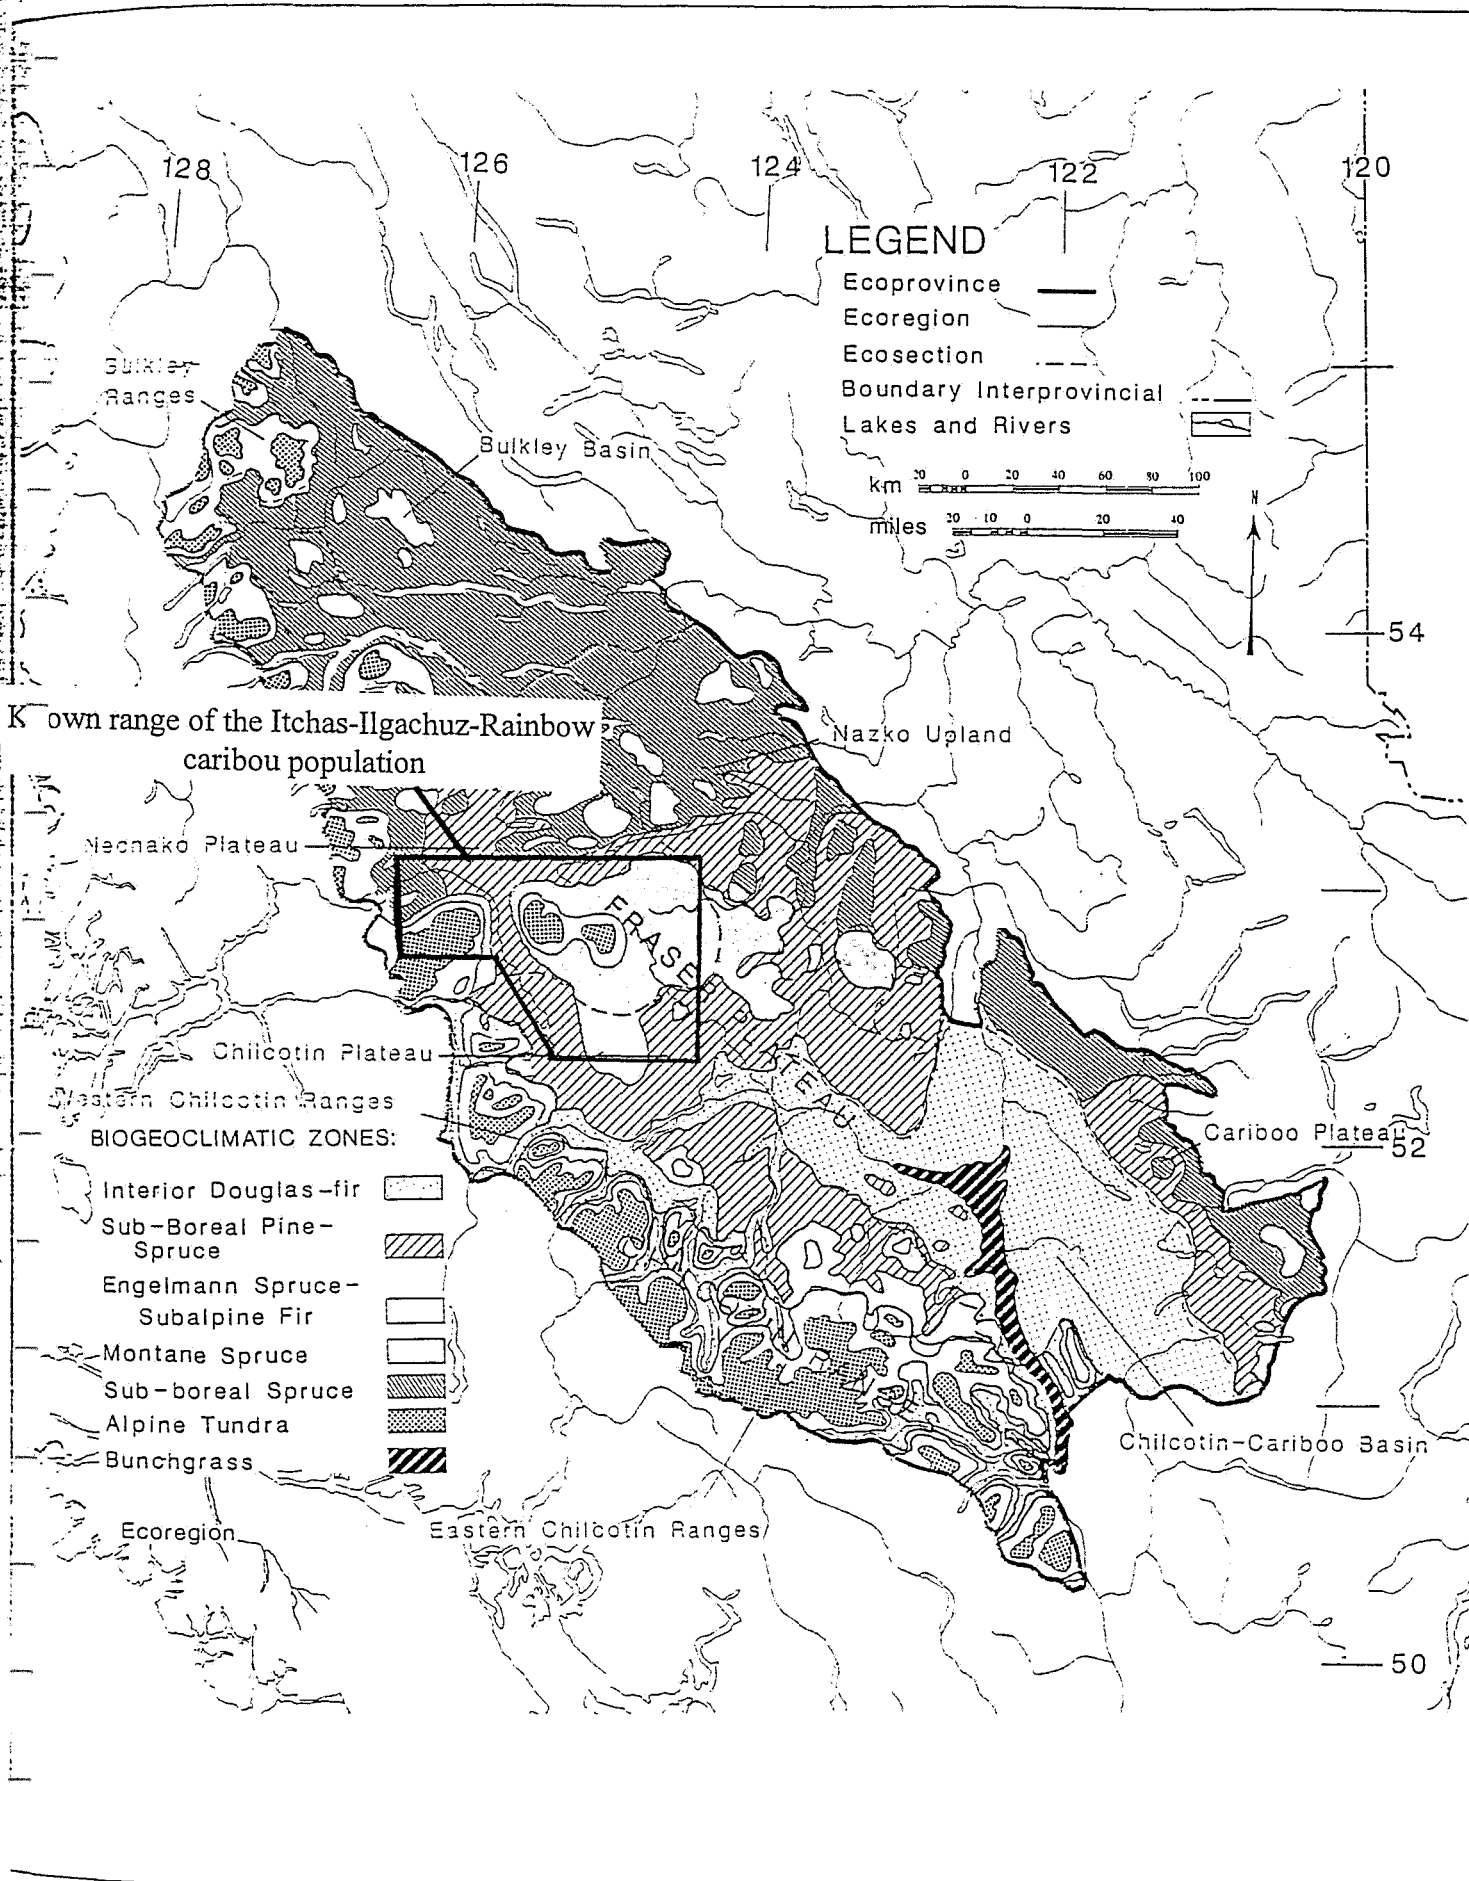 128
126
124
122
120
LEGEND
Ecoprovince
Ecoregion
Ecosection
Boundary Interprovincial
Lakes and Rivers
km 20 0 20 40 60 80 100
miles 20 10 0 20 40
N
Bulkley
Ranges
Bulkley Basin
54
K own range of the Itchas-Ilgachuz-Rainbow
caribou population
Nazko Upland
Nechako Plateau
FRASER
Chilcotin Plateau
Western Chilcotin Ranges
BIOGEOCLIMATIC ZONES:
Cariboo Plateau
52
Interior Douglas-fir
Sub-Boreal Pine-
Spruce
Engelmann Spruce-
Subalpine Fir
Montane Spruce
Sub-boreal Spruce
Alpine Tundra
Bunchgrass
Chilcotin-Cariboo Basin
Ecoregion
Eastern Chilcotin Ranges
50